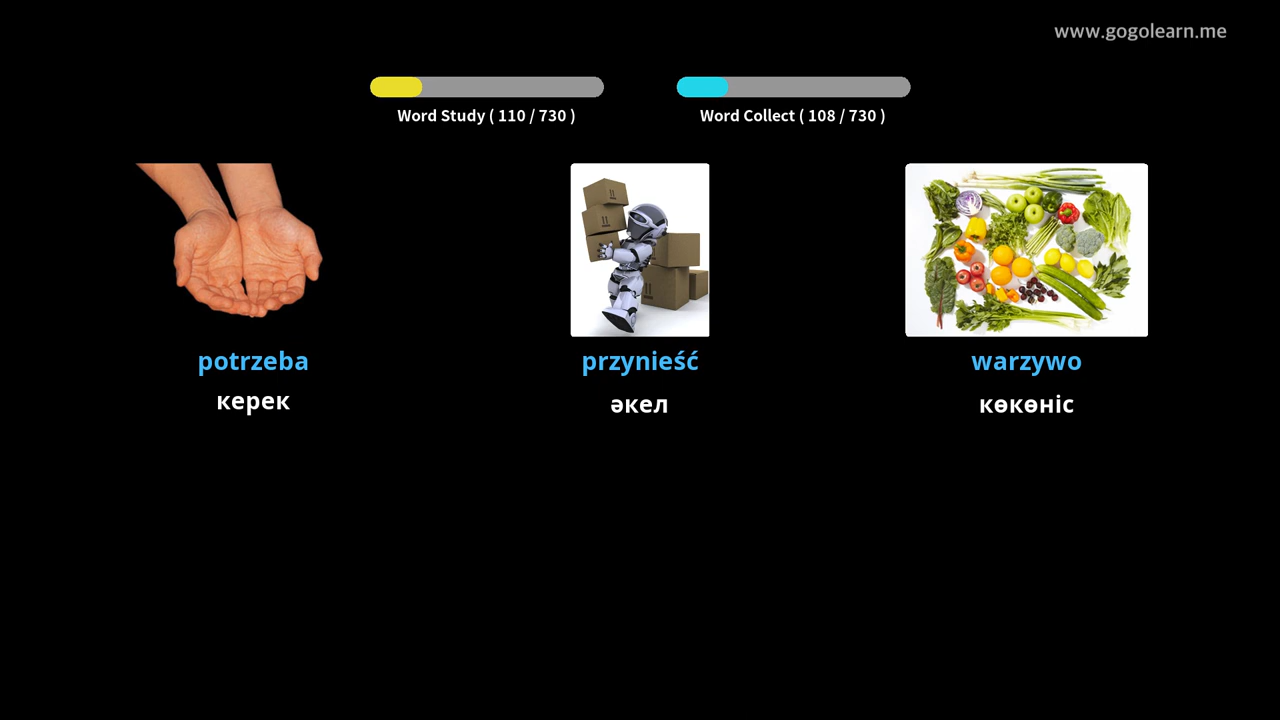 www.gogolearn.me
Word Study ( 110 / 730 )
Word Collect ( 108 / 730 )
potrzeba
przynieść
warzywo
керек
әкел
көкөніс